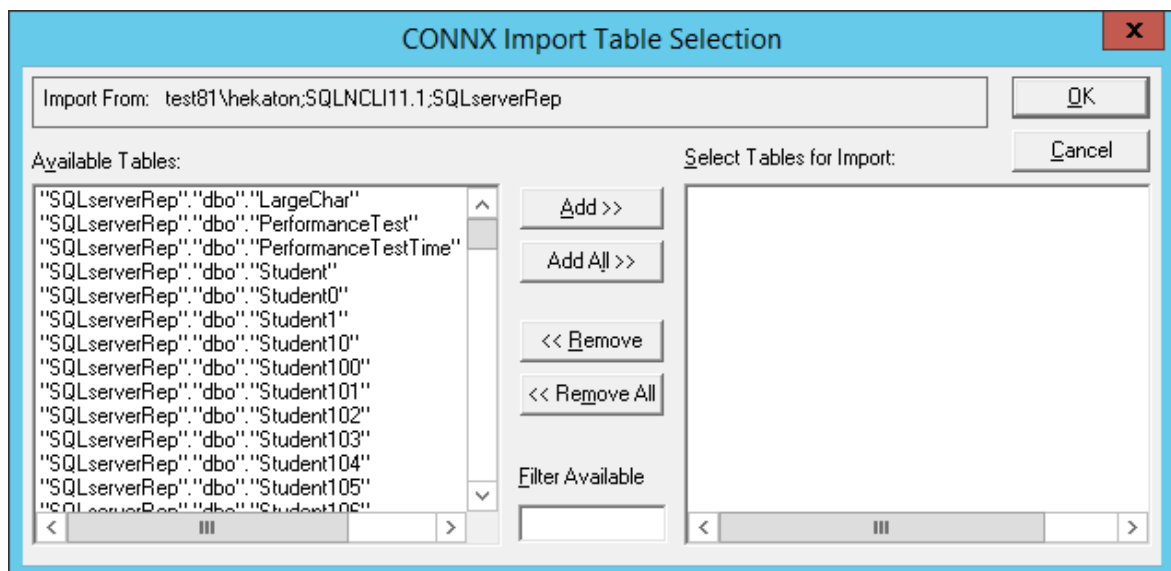 CONNX Import Table Selection
x
Import From: test81\hekaton;SQLNCLI11.1;SQLserverRep
OK
Cancel
Available Tables:
Select Tables for Import:
"SQLserverRep"."dbo"."LargeChar"
"SQLserverRep"."dbo"."PerformanceTest"
"SQLserverRep"."dbo"."PerformanceTestTime"
"SQLserverRep"."dbo"."Student"
"SQLserverRep"."dbo"."Student0"
"SQLserverRep"."dbo"."Student1"
"SQLserverRep"."dbo"."Student10"
"SQLserverRep"."dbo"."Student100"
"SQLserverRep"."dbo"."Student101"
"SQLserverRep"."dbo"."Student102"
"SQLserverRep"."dbo"."Student103"
"SQLserverRep"."dbo"."Student104"
"SQLserverRep"."dbo"."Student105"
"SQLserverRep"."dbo"."Student106"
Add >>
Add All >>
<< Remove
<< Remove All
Filter Available